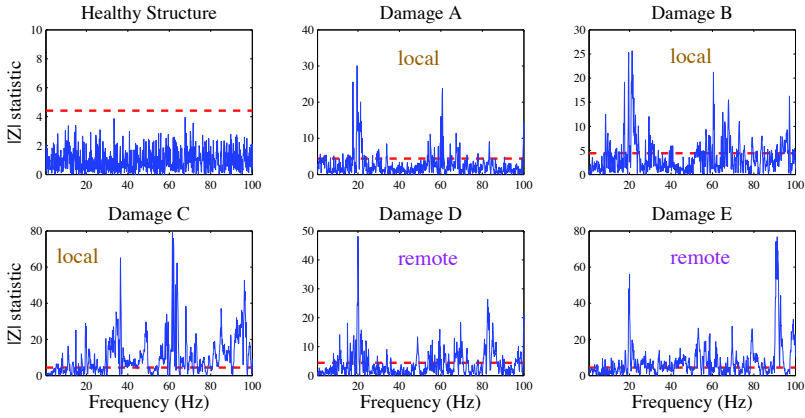 Healthy Structure
Damage A
Damage B
|Z| statistic
10
8
6
4
2
0
20 40 60 80 100
local
40
30
20
10
0
20 40 60 80 100
local
30
25
20
15
10
5
0
20 40 60 80 100
Damage C
Damage D
Damage E
|Z| statistic
local
80
60
40
20
0
20 40 60 80 100
Frequency (Hz)
remote
50
40
30
20
10
0
20 40 60 80 100
Frequency (Hz)
remote
80
60
40
20
0
20 40 60 80 100
Frequency (Hz)